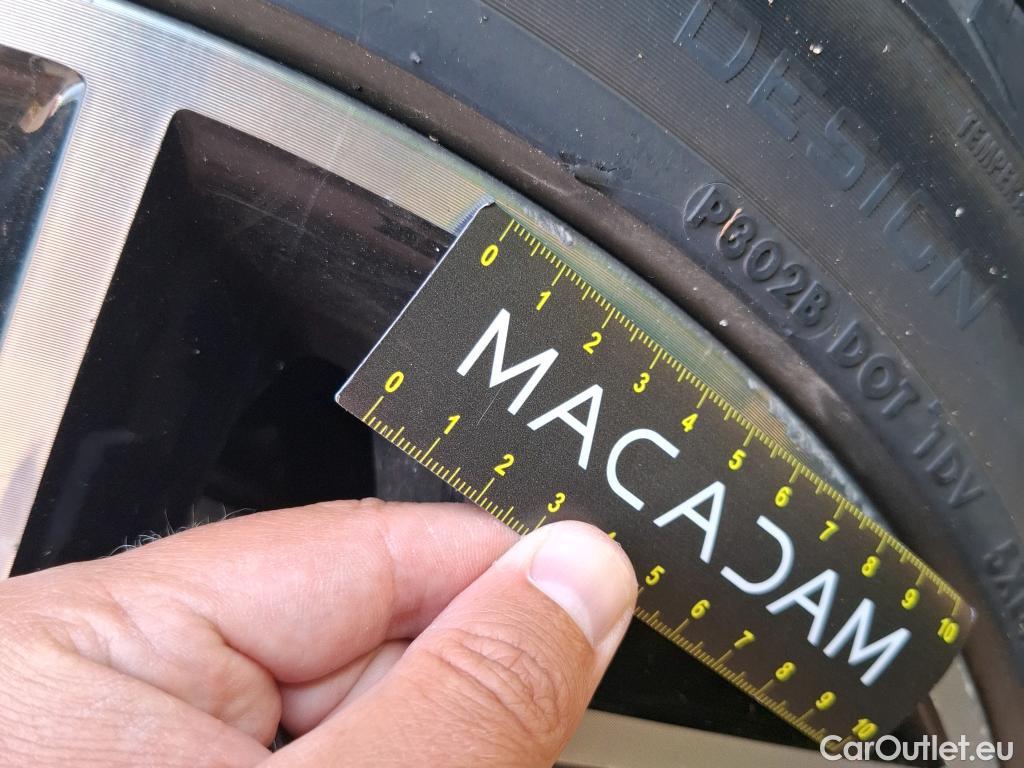 DESIGN
TEMPE
P302B DOT 1DV
0 1 2 3 4 5 6 7 8 9 10
MACADAM
0 1 2 3 4 5 6 7 8 9 10
CarOutlet.eu